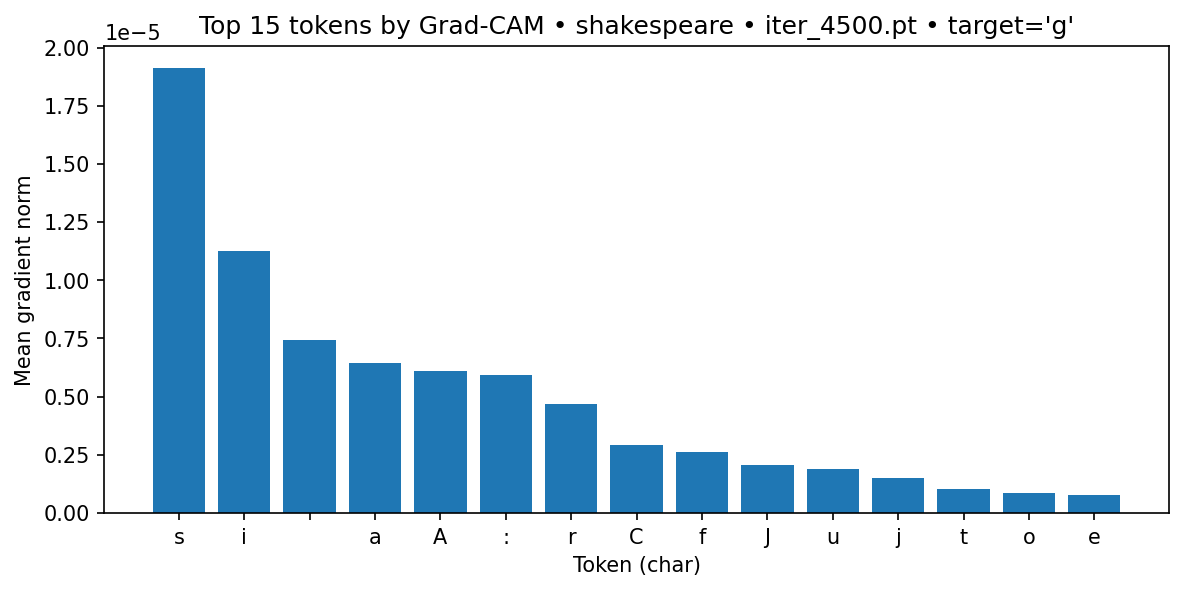 Top 15 tokens by Grad-CAM • shakespeare • iter_4500.pt • target='g'
1e−5
2.00
1.75
1.50
1.25
1.00
0.75
0.50
0.25
0.00
Mean gradient norm
s i a A : r C f J u j t o e
Token (char)